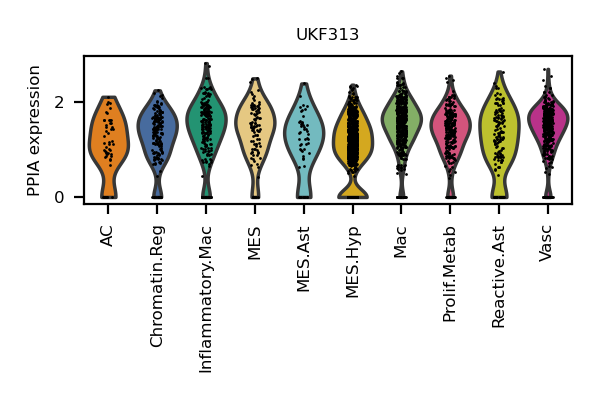 UKF313
PPIA expression
2
0
AC
Chromatin.Reg
Inflammatory.Mac
MES
MES.Ast
MES.Hyp
Mac
Prolif.Metab
Reactive.Ast
Vasc